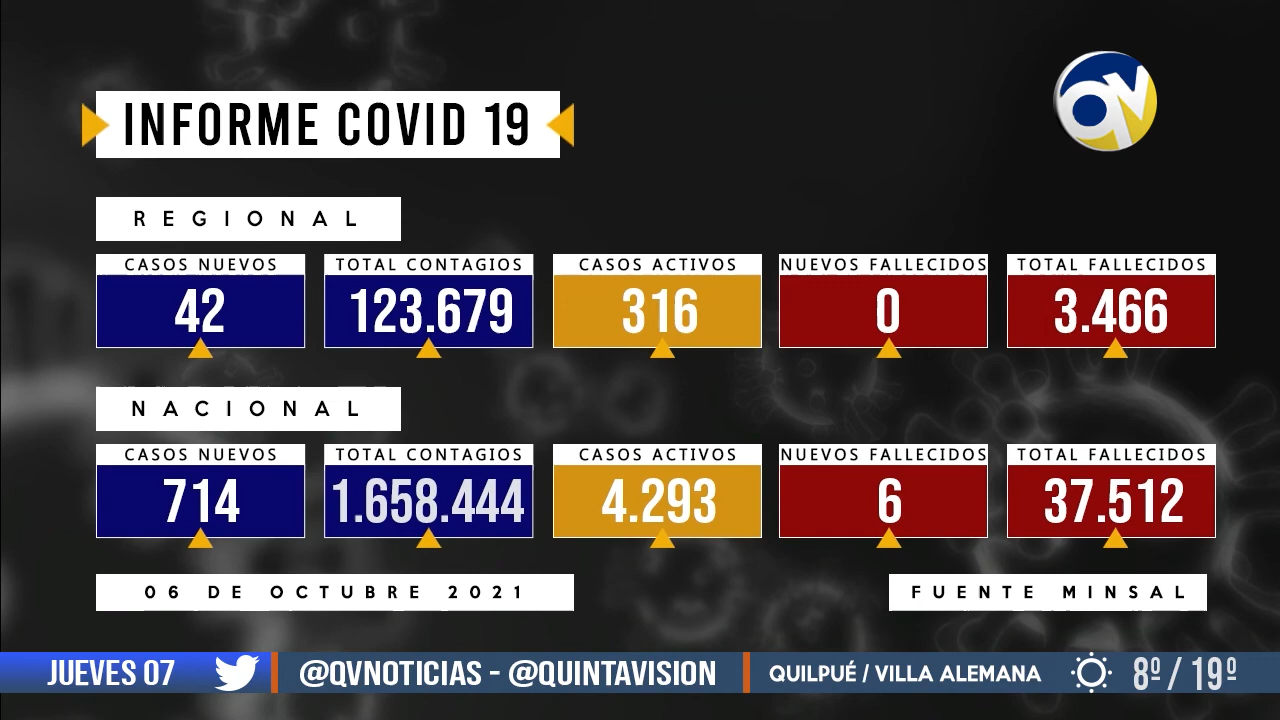 QV
INFORME COVID 19
REGIONAL
CASOS NUEVOS
42
TOTAL CONTAGIOS
123.679
CASOS ACTIVOS
316
NUEVOS FALLECIDOS
0
TOTAL FALLECIDOS
3.466
NACIONAL
CASOS NUEVOS
714
TOTAL CONTAGIOS
1.658.444
CASOS ACTIVOS
4.293
NUEVOS FALLECIDOS
6
TOTAL FALLECIDOS
37.512
06 DE OCTUBRE 2021
FUENTE MINSAL
JUEVES 07
@QVNOTICIAS - @QUINTAVISION
QUILPUÉ / VILLA ALEMANA
8º / 19º